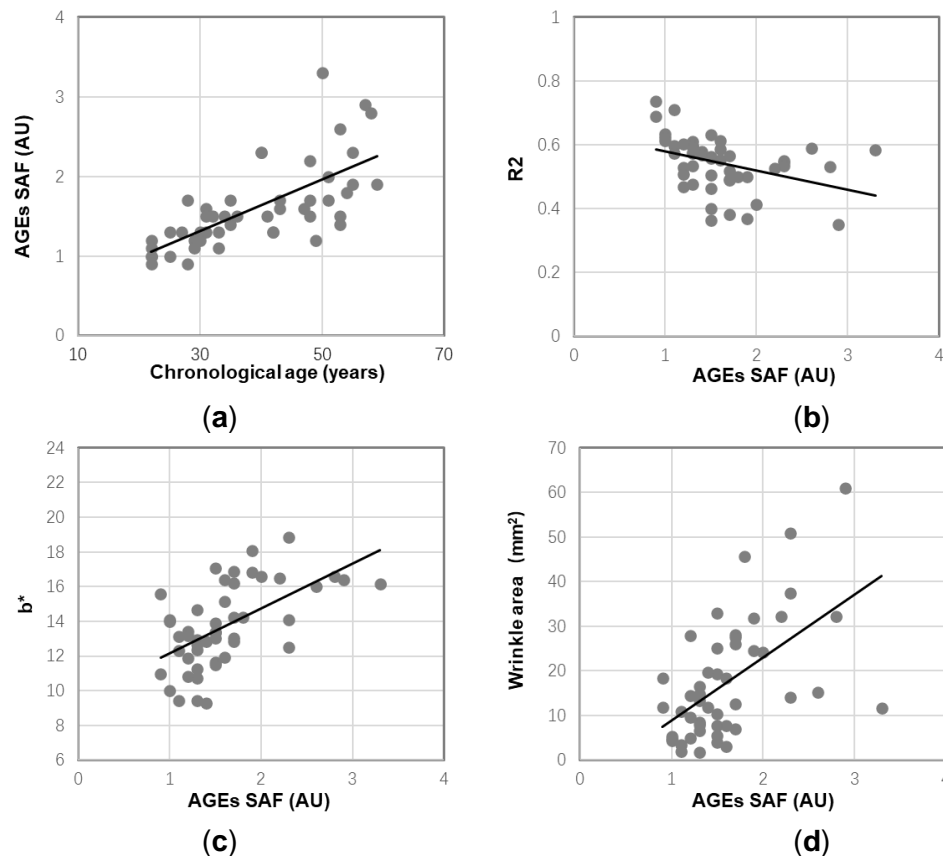 4
3
2
1
0
AGEs SAF (AU)
10 30 50 70
Chronological age (years)
(a)
1
0.8
0.6
0.4
0.2
0
R2
0 1 2 3 4
AGEs SAF (AU)
(b)
24
22
20
18
16
14
12
10
8
6
b*
0 1 2 3 4
AGEs SAF (AU)
(c)
70
60
50
40
30
20
10
0
Wrinkle area (mm²)
0 1 2 3 4
AGEs SAF (AU)
(d)